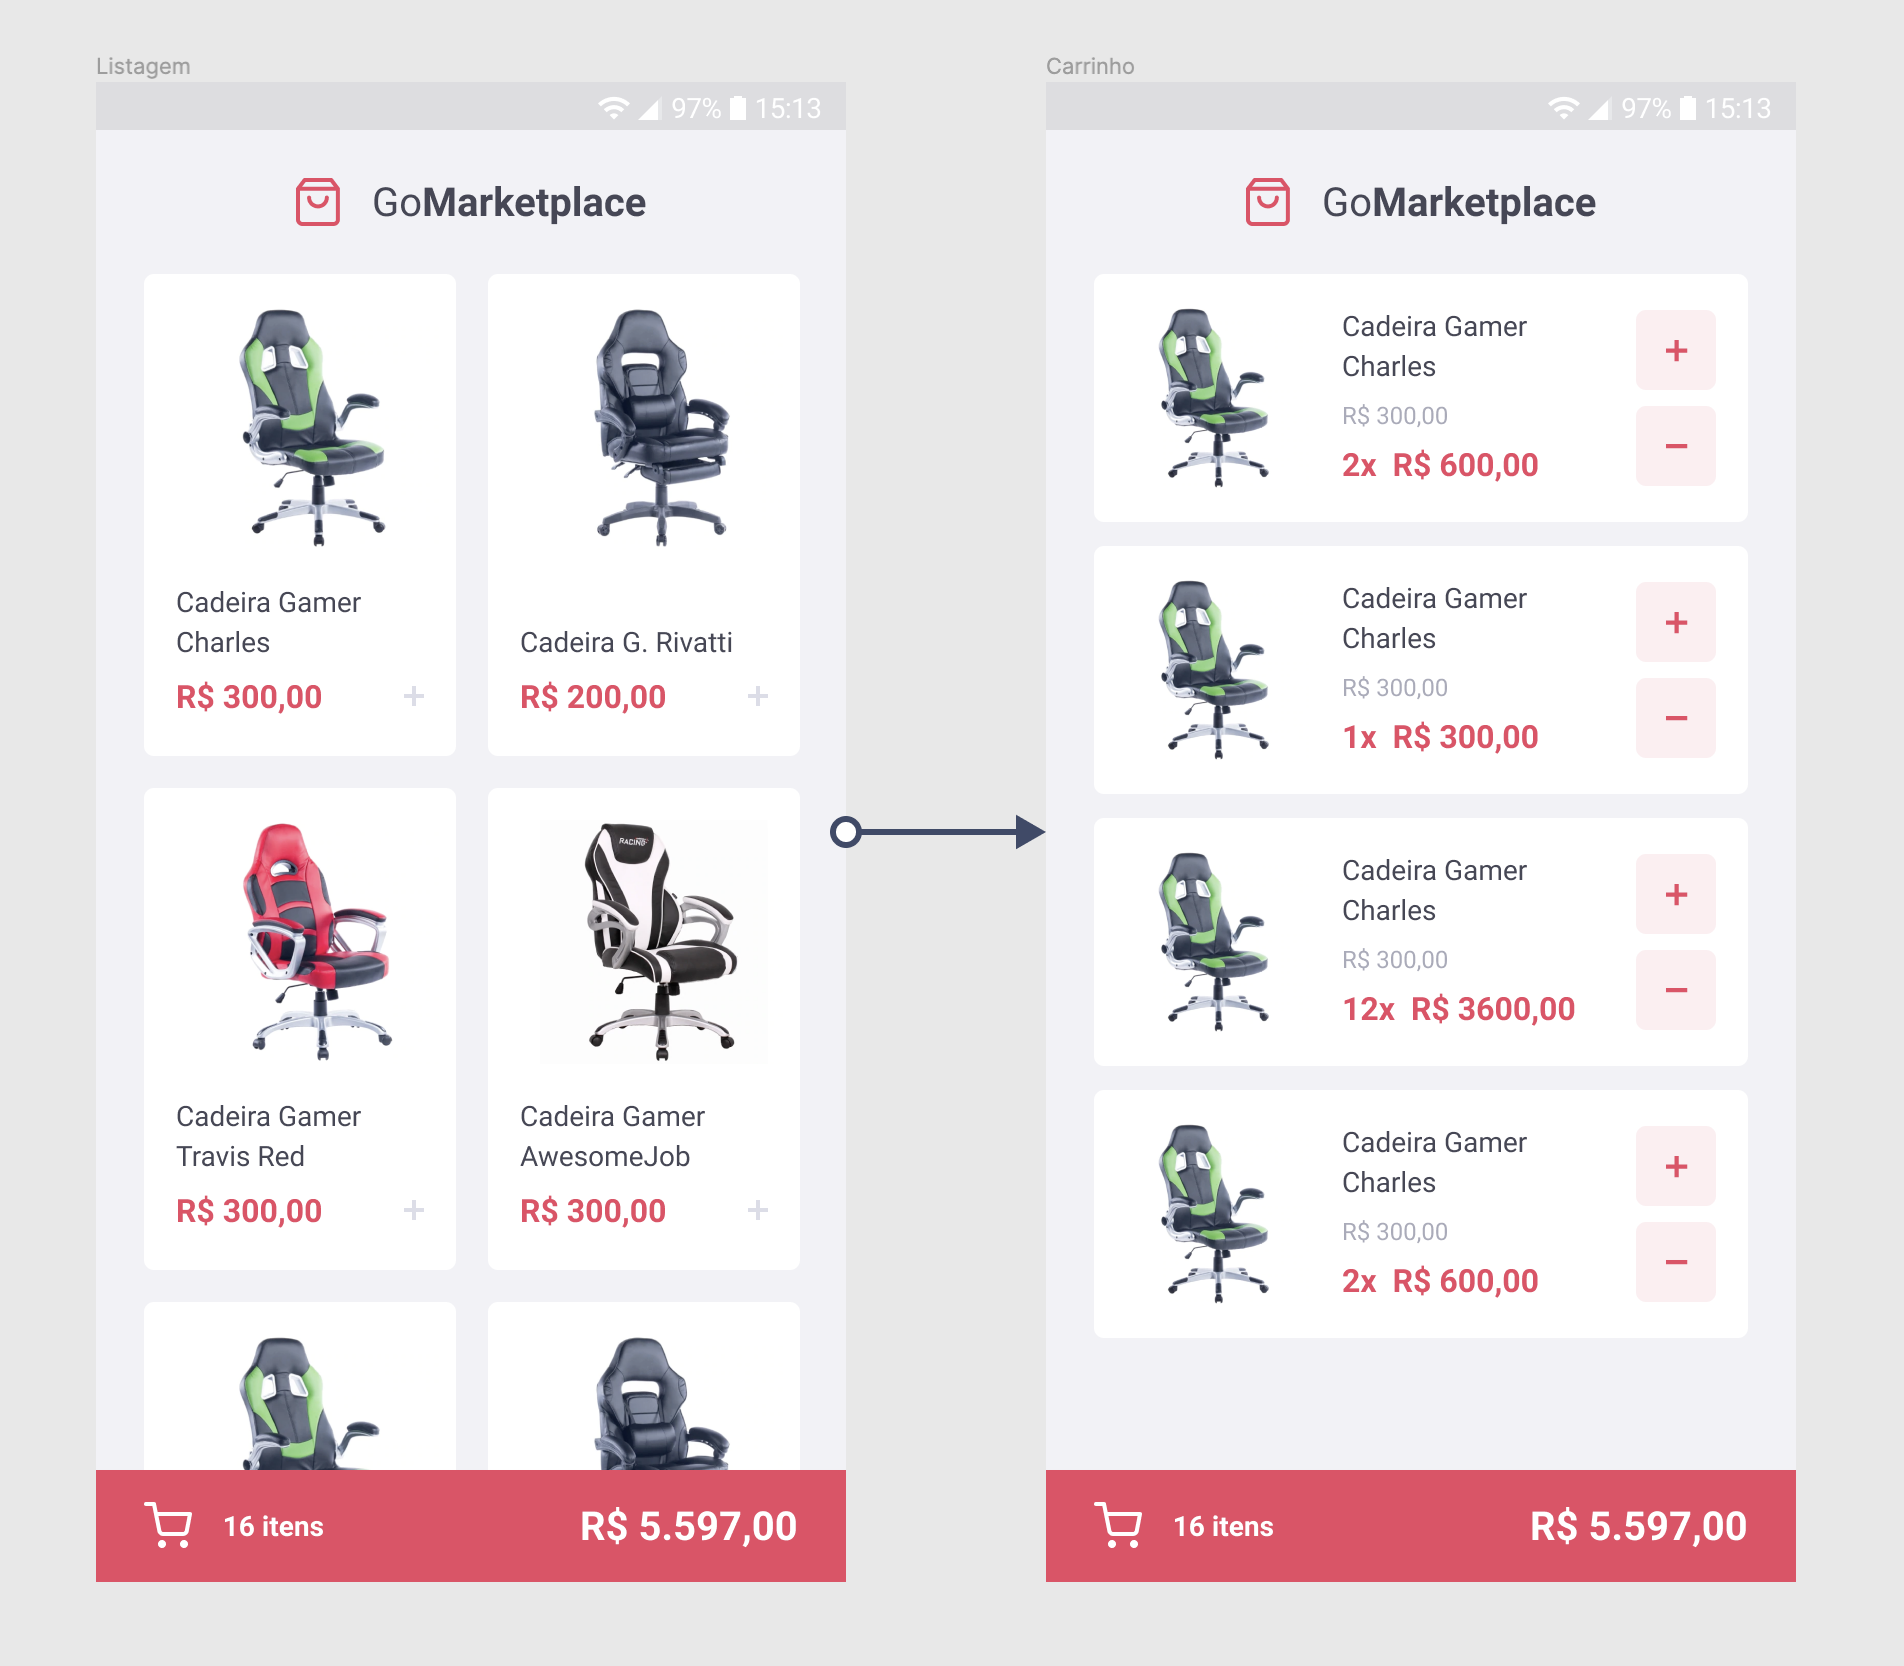 Listagem
97% 15:13
GoMarketplace
Cadeira Gamer
Charles
R$ 300,00 +
Cadeira G. Rivatti
R$ 200,00 +
RACING
Cadeira Gamer
Travis Red
R$ 300,00 +
Cadeira Gamer
AwesomeJob
R$ 300,00 +
16 itens
R$ 5.597,00
Carrinho
97% 15:13
GoMarketplace
Cadeira Gamer
Charles
R$ 300,00
2x R$ 600,00
+
−
Cadeira Gamer
Charles
R$ 300,00
1x R$ 300,00
+
−
Cadeira Gamer
Charles
R$ 300,00
12x R$ 3600,00
+
−
Cadeira Gamer
Charles
R$ 300,00
2x R$ 600,00
+
−
16 itens
R$ 5.597,00